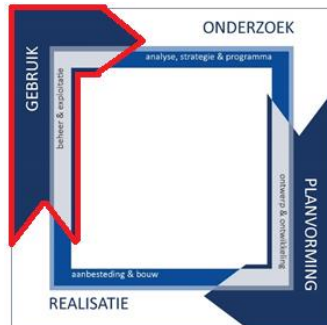 ONDERZOEK
analyse, strategie & programma
GEBRUIK
beheer & exploitatie
ontwerp & ontwikkeling
PLANVORMING
aanbesteding & bouw
REALISATIE